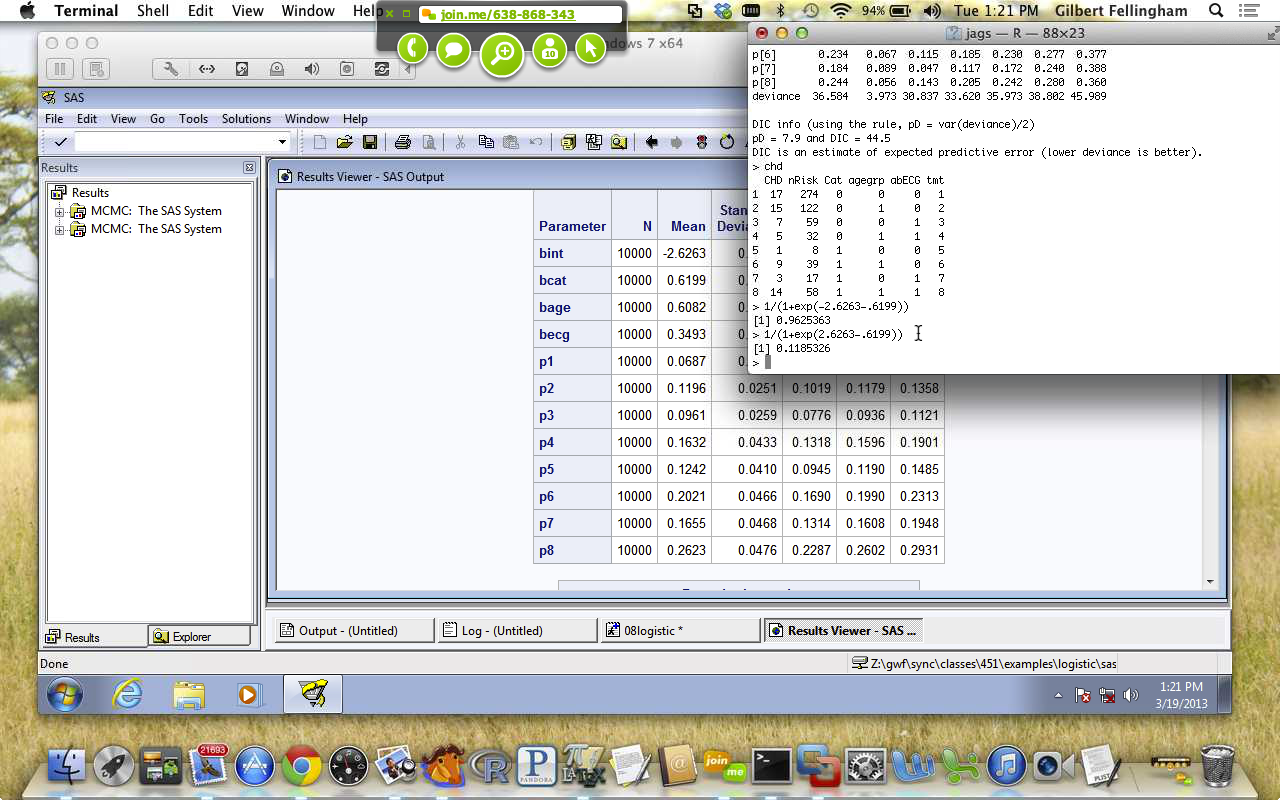 Terminal Shell Edit View Window Help
94% Tue 1:21 PM Gilbert Fellingham
join.me/638-868-343
10
ndows 7 x64
SAS
File Edit View Go Tools Solutions Window Help
Results
Results
MCMC: The SAS System
MCMC: The SAS System
Results
Explorer
Results Viewer - SAS Output
Parameter N Mean Stan
Devia
bint 10000 -2.6263 0.
bcat 10000 0.6199 0.
bage 10000 0.6082 0.
becg 10000 0.3493 0.
p1 10000 0.0687 0.
p2 10000 0.1196 0.0251 0.1019 0.1179 0.1358
p3 10000 0.0961 0.0259 0.0776 0.0936 0.1121
p4 10000 0.1632 0.0433 0.1318 0.1596 0.1901
p5 10000 0.1242 0.0410 0.0945 0.1190 0.1485
p6 10000 0.2021 0.0466 0.1690 0.1990 0.2313
p7 10000 0.1655 0.0468 0.1314 0.1608 0.1948
p8 10000 0.2623 0.0476 0.2287 0.2602 0.2931
jags — R — 88×23
p[6] 0.234 0.067 0.115 0.185 0.230 0.277 0.377
p[7] 0.184 0.089 0.047 0.117 0.172 0.240 0.388
p[8] 0.244 0.056 0.143 0.205 0.242 0.280 0.360
deviance 36.584 3.973 30.837 33.620 35.973 38.802 45.989
DIC info (using the rule, pD = var(deviance)/2)
pD = 7.9 and DIC = 44.5
DIC is an estimate of expected predictive error (lower deviance is better).
> chd
CHD nRisk Cat agegrp abECG tmt
1 17 274 0 0 0 1
2 15 122 0 1 0 2
3 7 59 0 0 1 3
4 5 32 0 1 1 4
5 1 8 1 0 0 5
6 9 39 1 1 0 6
7 3 17 1 0 1 7
8 14 58 1 1 1 8
> 1/(1+exp(-2.6263-.6199))
[1] 0.9625363
> 1/(1+exp(2.6263-.6199))
[1] 0.1185326
>
Output - (Untitled)
Log - (Untitled)
08logistic *
Results Viewer - SAS ...
Done
Z:\gwf\sync\classes\451\examples\logistic\sas
1:21 PM
3/19/2013
21693
R
P
PANDORA
LATEX
join
me
PLIST